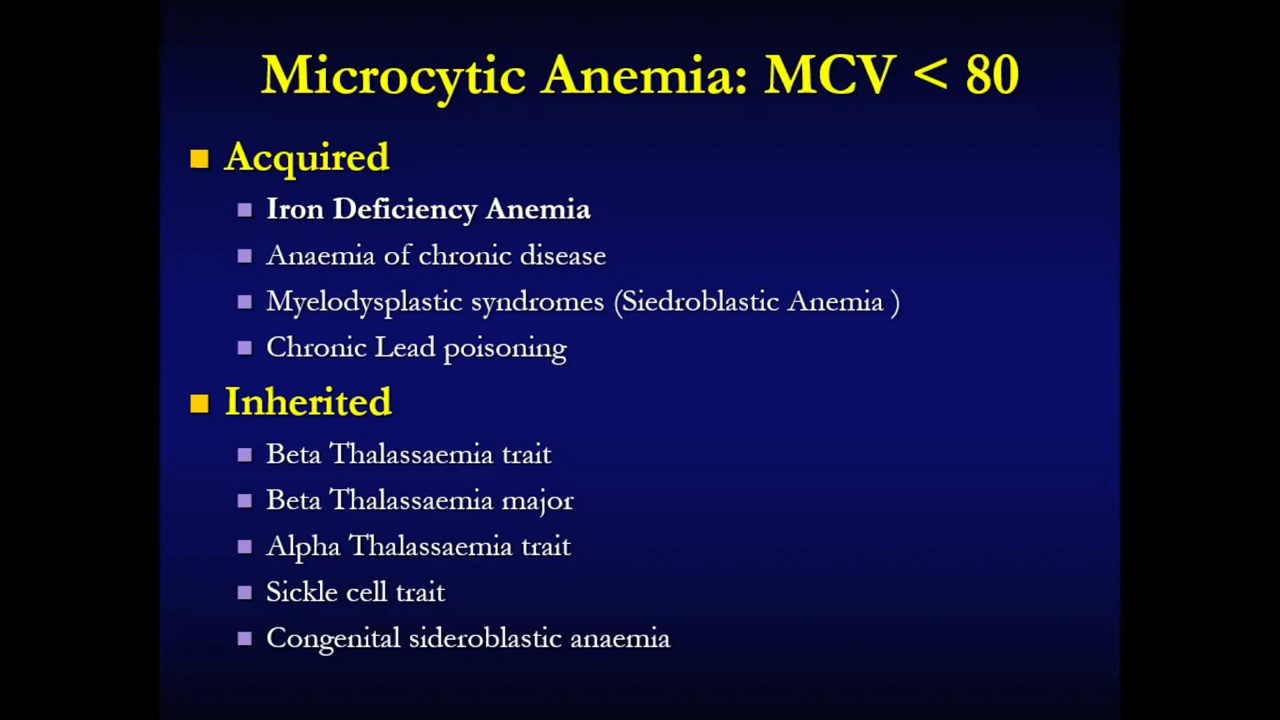 Microcytic Anemia: MCV < 80
Acquired
Iron Deficiency Anemia
Anaemia of chronic disease
Myelodysplastic syndromes (Siedroblastic Anemia )
Chronic Lead poisoning
Inherited
Beta Thalassaemia trait
Beta Thalassaemia major
Alpha Thalassaemia trait
Sickle cell trait
Congenital sideroblastic anaemia